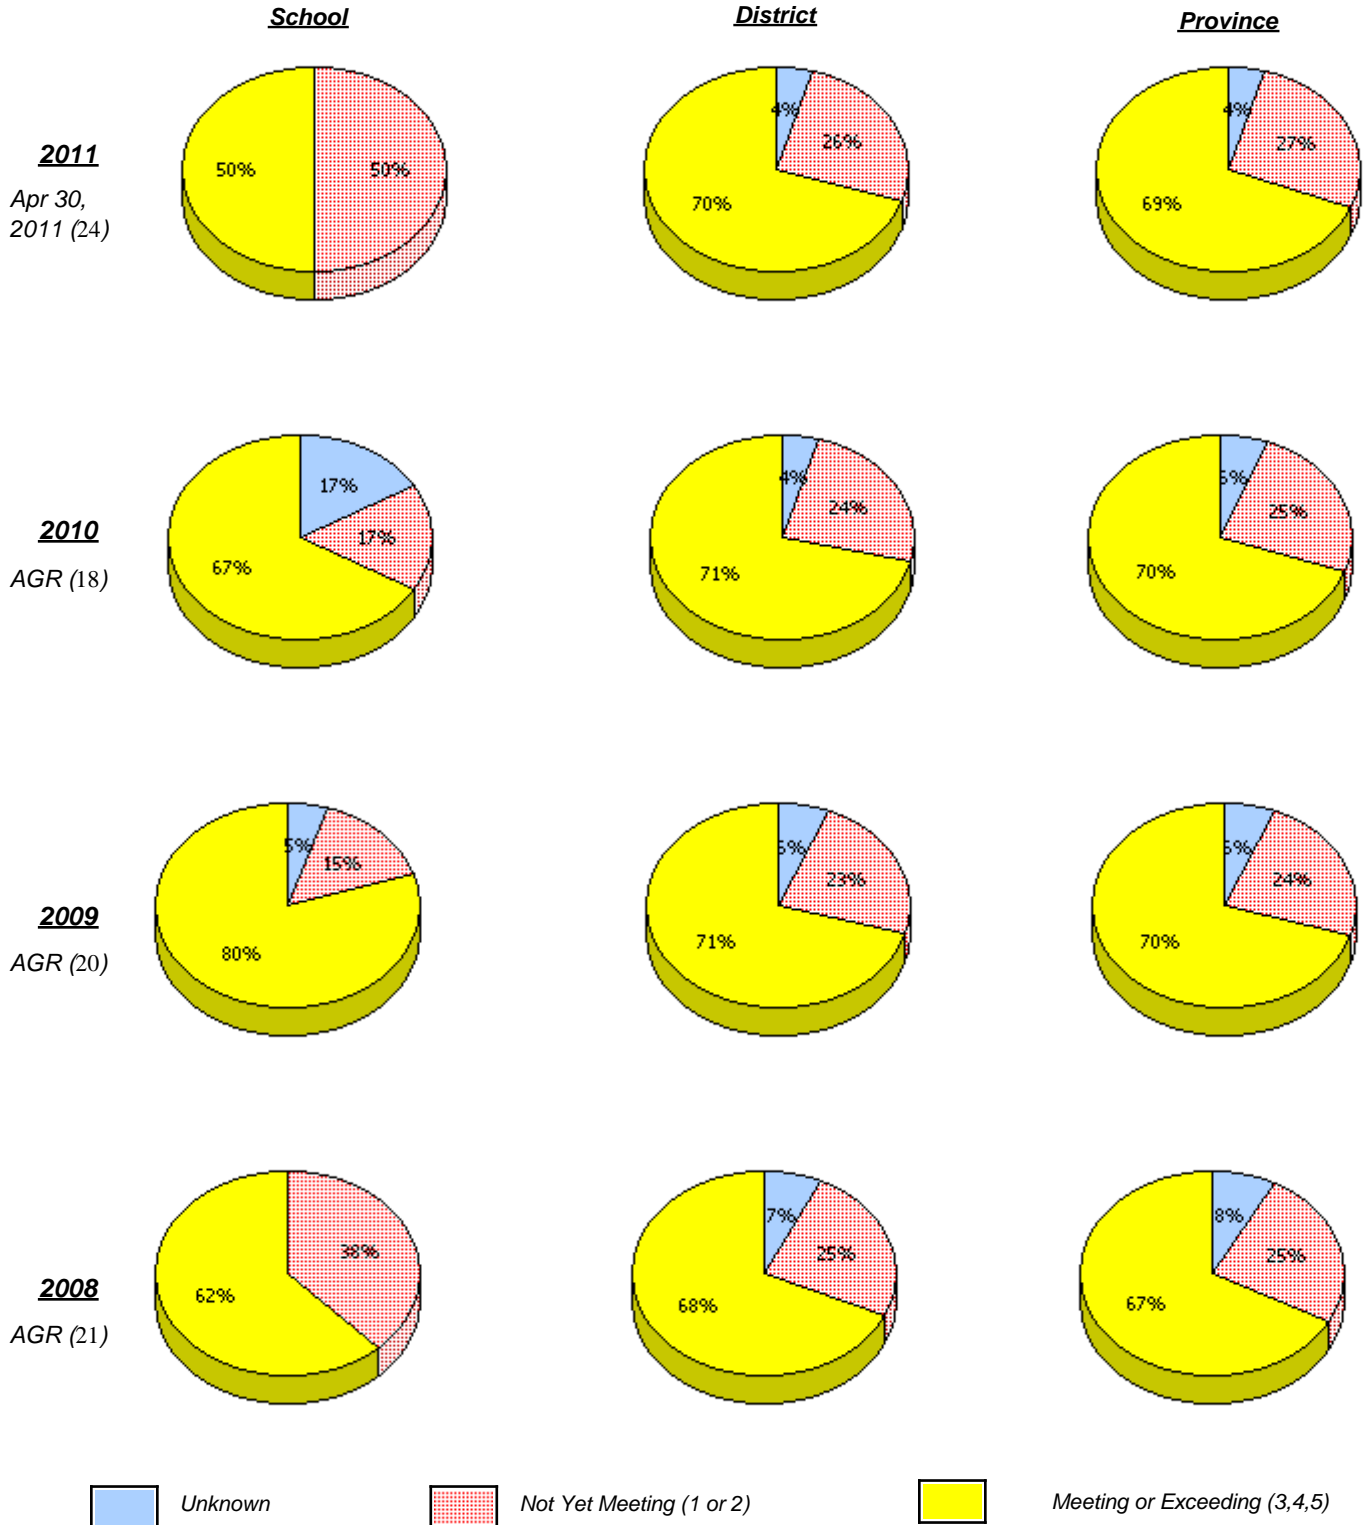 School District Province
2011
Apr 30,
2011 (24)
50% 50%
4% 26% 70%
4% 27% 69%
2010
AGR (18)
17% 17% 67%
4% 24% 71%
25% 70%
2009
AGR (20)
5% 15% 80%
23% 71%
24% 70%
2008
AGR (21)
38% 62%
7% 25% 68%
8% 25% 67%
Unknown Not Yet Meeting (1 or 2) Meeting or Exceeding (3,4,5)